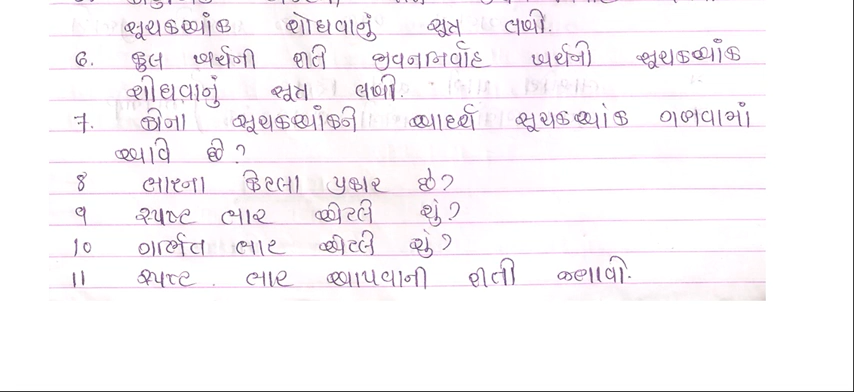 સૂચકઆંક શોધવાનું સૂત્ર લખો.
6. કુલ ખર્ચની રીતે જીવનનિર્વાહ ખર્ચની સૂચકઆંક
શોધવાનું સૂત્ર લખો.
7. કોના સૂચકઆંકને આદર્શ સૂચકઆંક ગણવામાં
આવે છે?
8 ભારના કેટલા પ્રકાર છે?
9 સ્પષ્ટ ભાર એટલે શું?
10 ગર્ભિત ભાર એટલે શું?
11 સ્પષ્ટ ભાર આપવાની રીતો જણાવો.